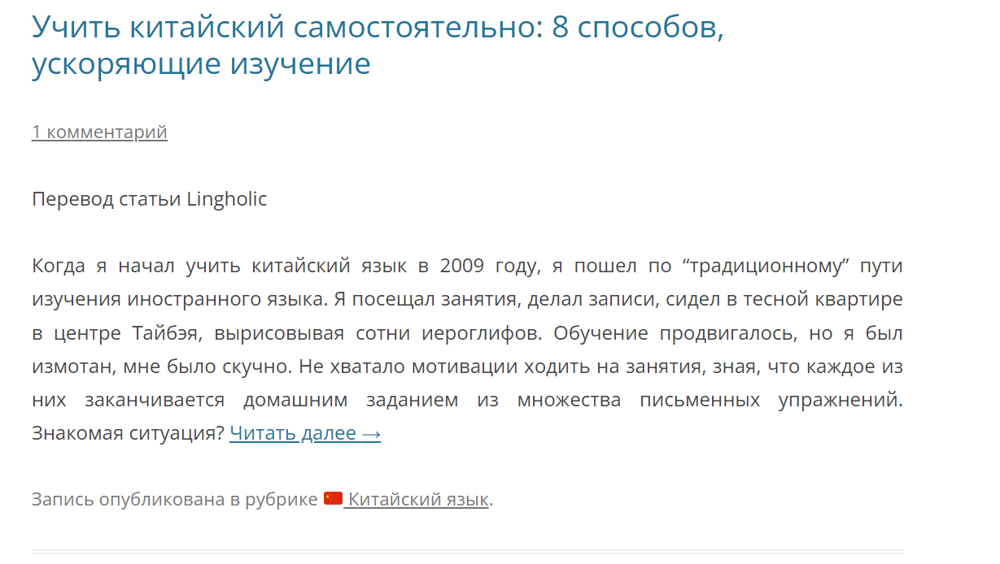 Учить китайский самостоятельно: 8 способов,
ускоряющие изучение
1 комментарий
Перевод статьи Lingholic
Когда я начал учить китайский язык в 2009 году, я пошел по “традиционному” пути
изучения иностранного языка. Я посещал занятия, делал записи, сидел в тесной квартире
в центре Тайбэя, вырисовывая сотни иероглифов. Обучение продвигалось, но я был
измотан, мне было скучно. Не хватало мотивации ходить на занятия, зная, что каждое из
них заканчивается домашним заданием из множества письменных упражнений.
Знакомая ситуация? Читать далее →
Запись опубликована в рубрике Китайский язык.